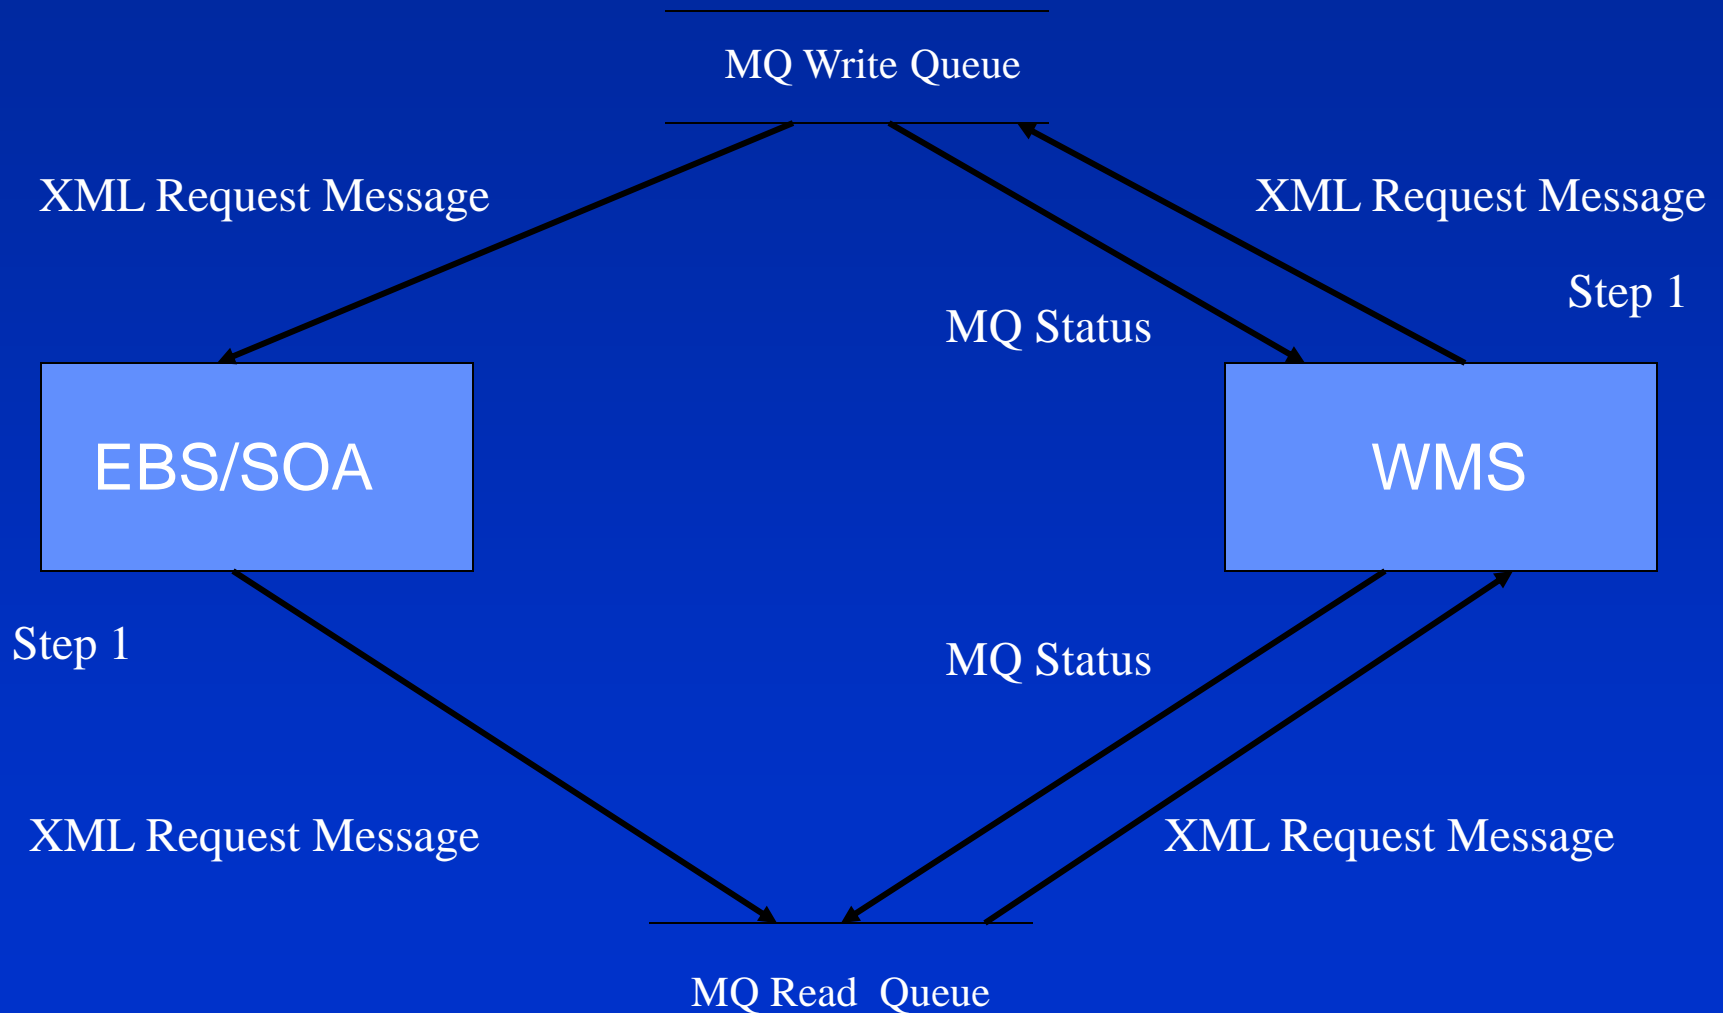 MQ Write Queue
XML Request Message
XML Request Message
Step 1
MQ Status
EBS/SOA
WMS
Step 1
MQ Status
XML Request Message
XML Request Message
MQ Read  Queue